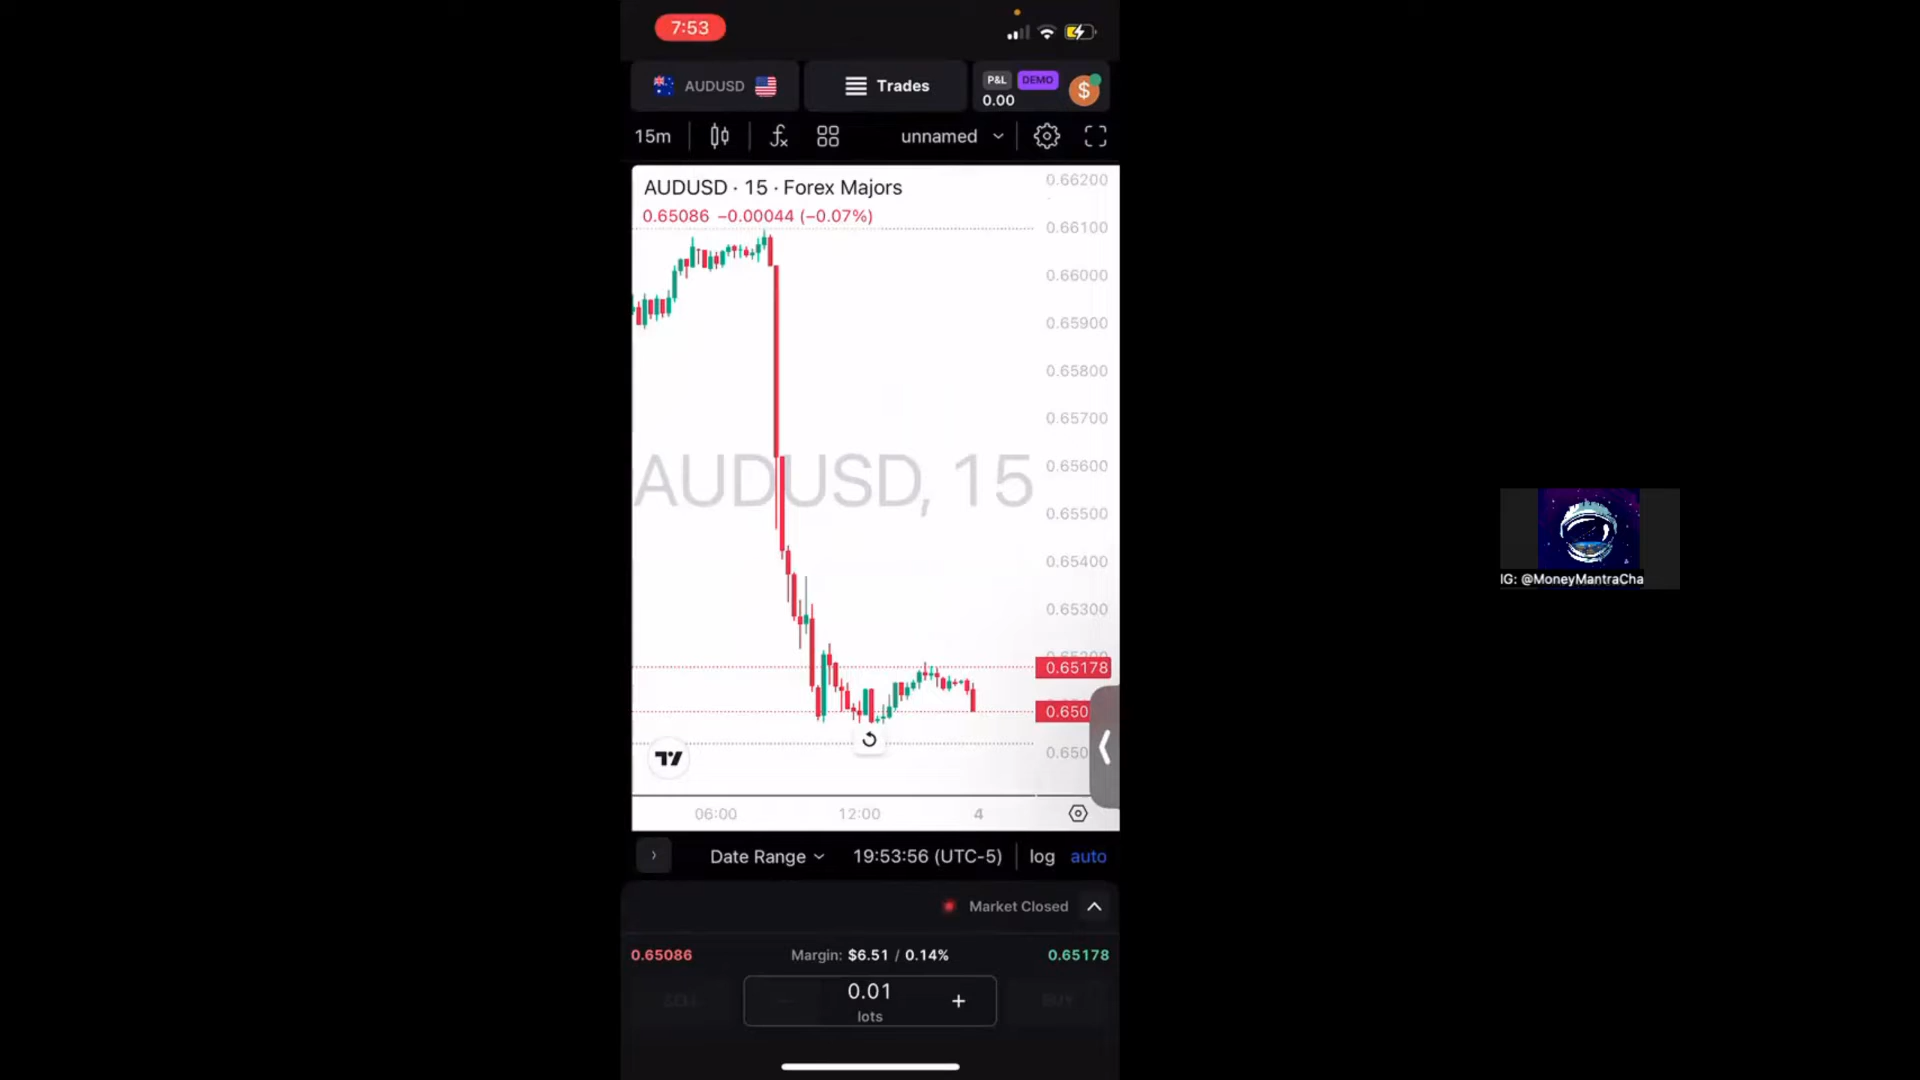 7:53
AUDUSD
Trades
P&L DEMO
0.00
$
15m
unnamed
AUDUSD · 15 · Forex Majors
0.65086 −0.00044 (−0.07%)
0.66200
0.66100
0.66000
0.65900
0.65800
0.65700
AUDUSD, 15
0.65600
0.65500
0.65400
0.65300
0.65200
0.65178
0.650
0.650
06:00 12:00 4
Date Range 19:53:56 (UTC-5) log auto
Market Closed
0.65086 Margin: $6.51 / 0.14% 0.65178
SELL 0.01 + BUY
lots
IG: @MoneyMantraCha